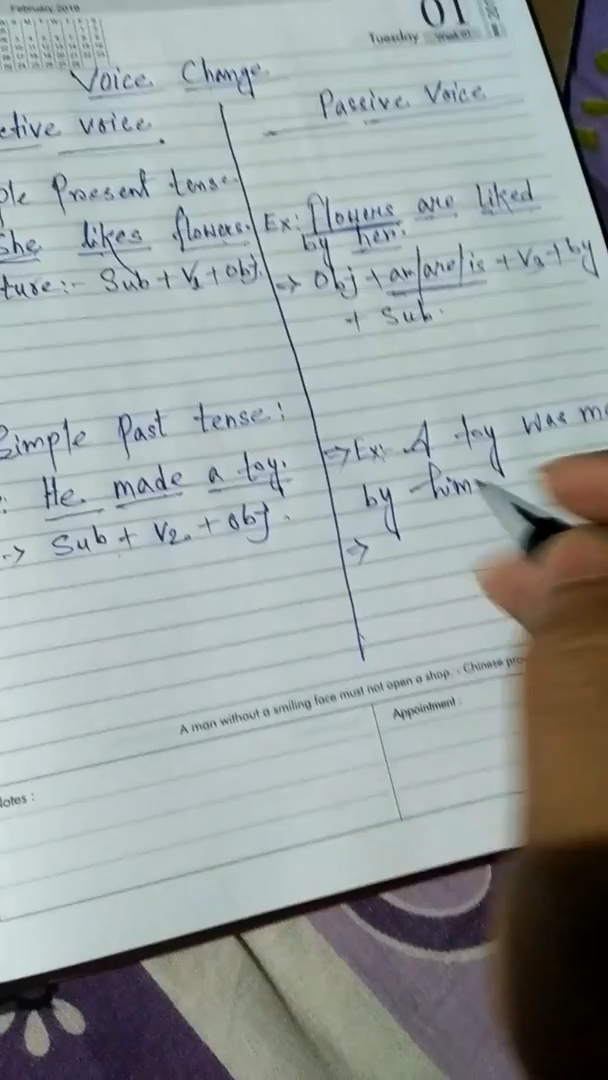 February 2019
01
Tuesday
Voice Change
ctive voice.
Passive Voice
ple Present tense
She likes flowers.
Ex: Flowers are liked
by her.
ture:- Sub + V1 + Obj.
=> Obj + am/are/is + V3 + by
+ Sub.
Simple Past tense:
: He made a toy.
-> Sub + V2 + Obj.
=> Ex: A toy was m
by him
=>
A man without a smiling face must not open a shop. - Chinese pro
Appointment :
Notes :